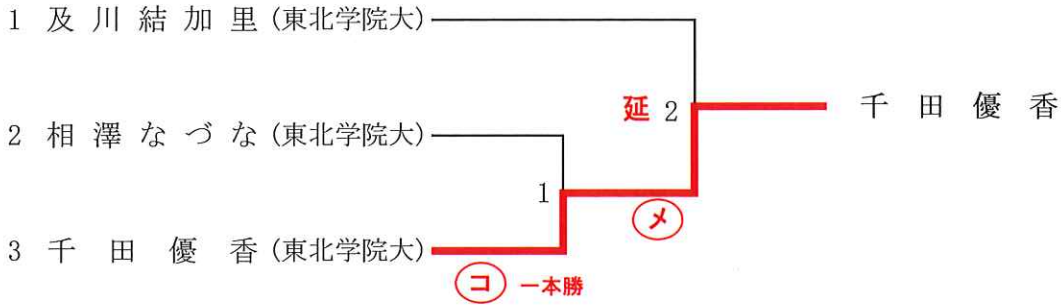 1 及川結加里(東北学院大)
延 2 千田優香
2 相澤なづな(東北学院大)
1
メ
3 千田優香(東北学院大)
コ 一本勝